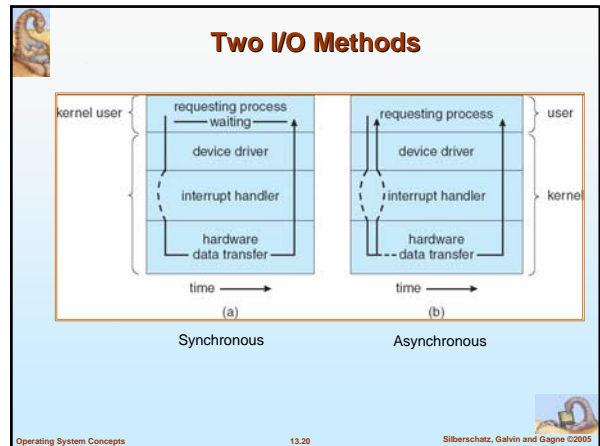 Two I/O Methods
kernel user
requesting process
waiting
device driver
interrupt handler
hardware
data transfer
time
(a)
requesting process
device driver
interrupt handler
hardware
data transfer
time
(b)
user
kernel
Synchronous
Asynchronous
Operating System Concepts
13.20
Silberschatz, Galvin and Gagne ©2005